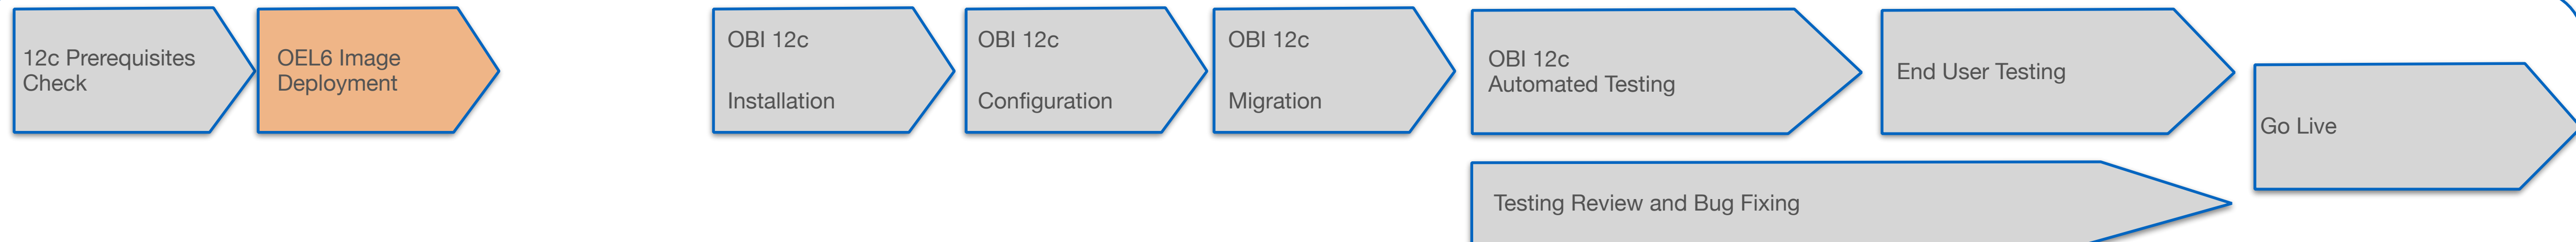 12c Prerequisites
Check
OEL6 Image
Deployment
OBI 12c
Installation
OBI 12c
Configuration
OBI 12c
Migration
OBI 12c
Automated Testing
End User Testing
Go Live
Testing Review and Bug Fixing